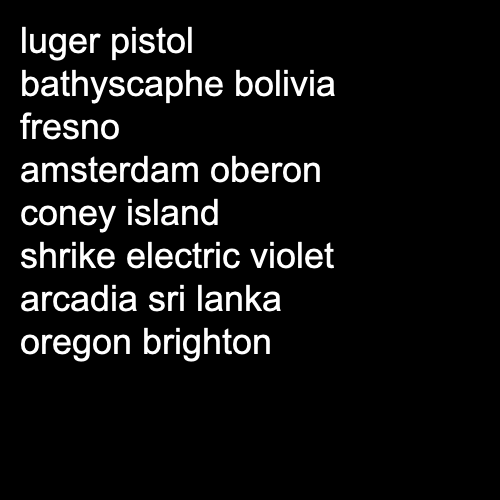 luger pistol
bathyscaphe bolivia
fresno
amsterdam oberon
coney island
shrike electric violet
arcadia sri lanka
oregon brighton